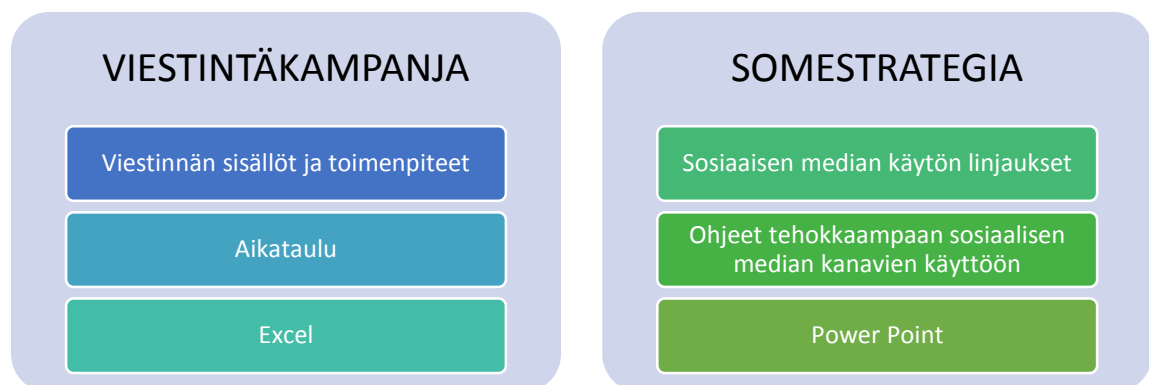 VIESTINTÄKAMPANJA
Viestinnän sisällöt ja toimenpiteet
Aikataulu
Excel
SOMESTRATEGIA
Sosiaaisen median käytön linjaukset
Ohjeet tehokkaampaan sosiaalisen
median kanavien käyttöön
Power Point